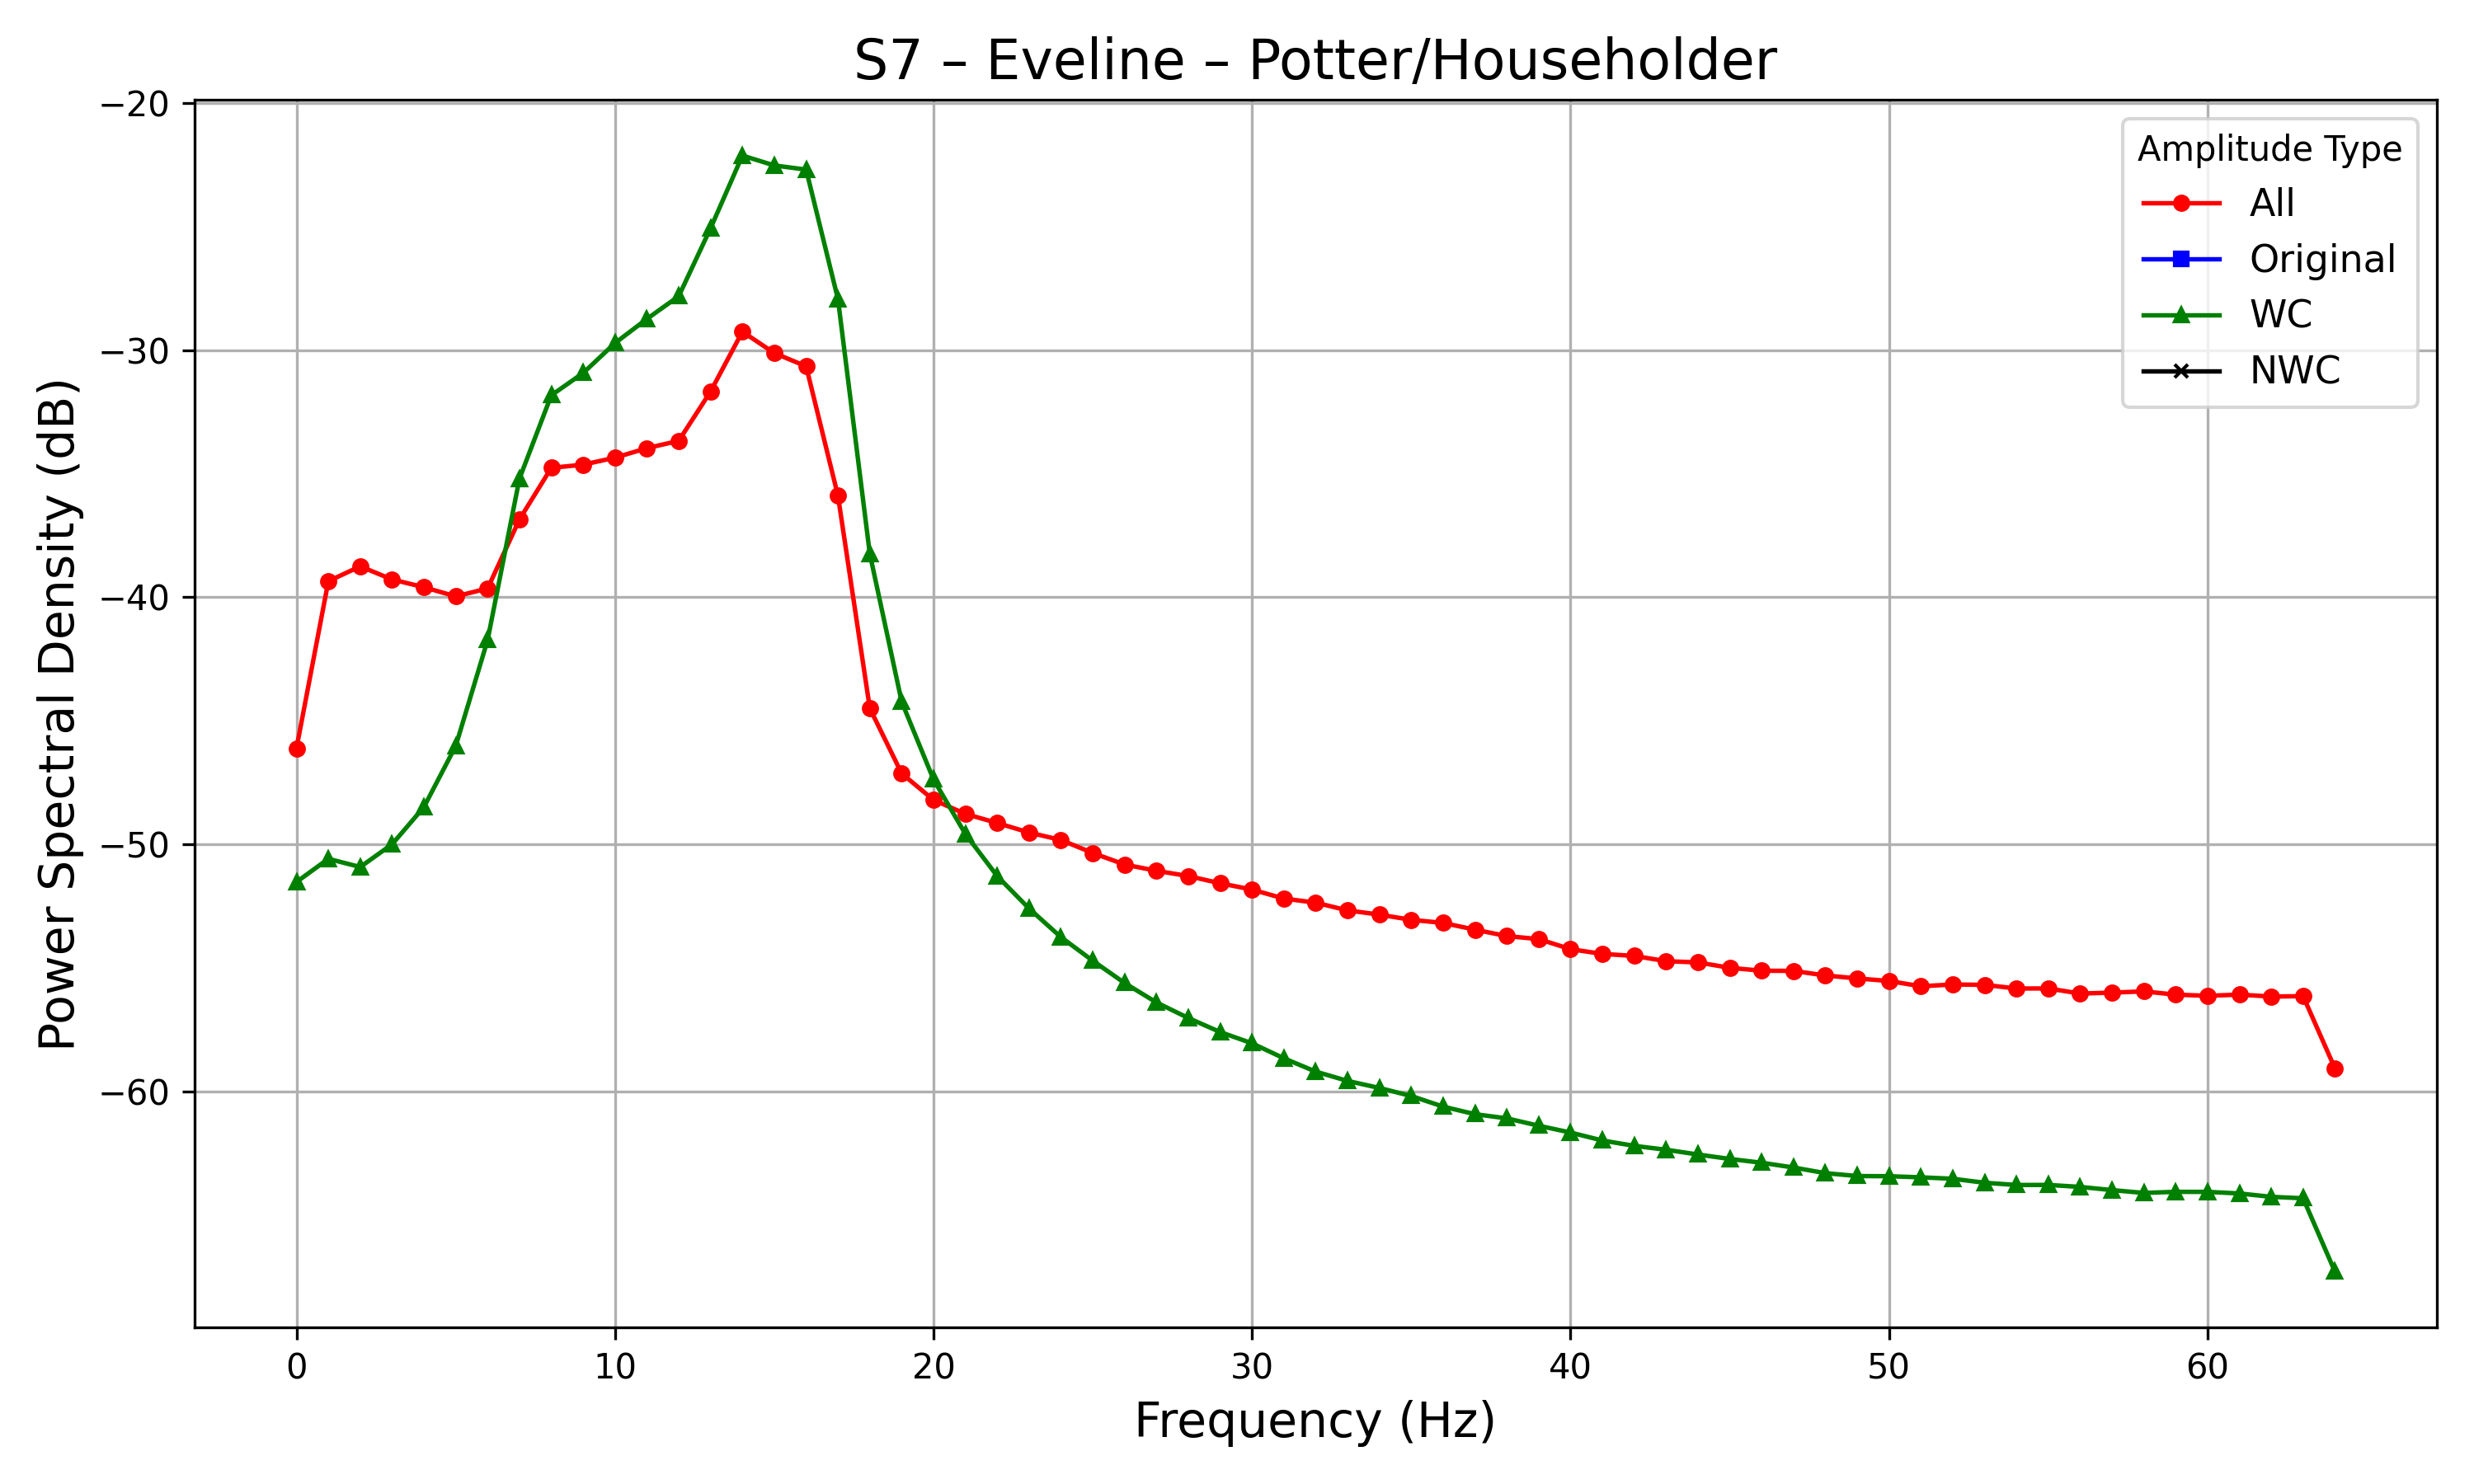 S7 – Eveline – Potter/Householder
Power Spectral Density (dB)
−20
−30
−40
−50
−60
Amplitude Type
All
Original
WC
NWC
0 10 20 30 40 50 60
Frequency (Hz)